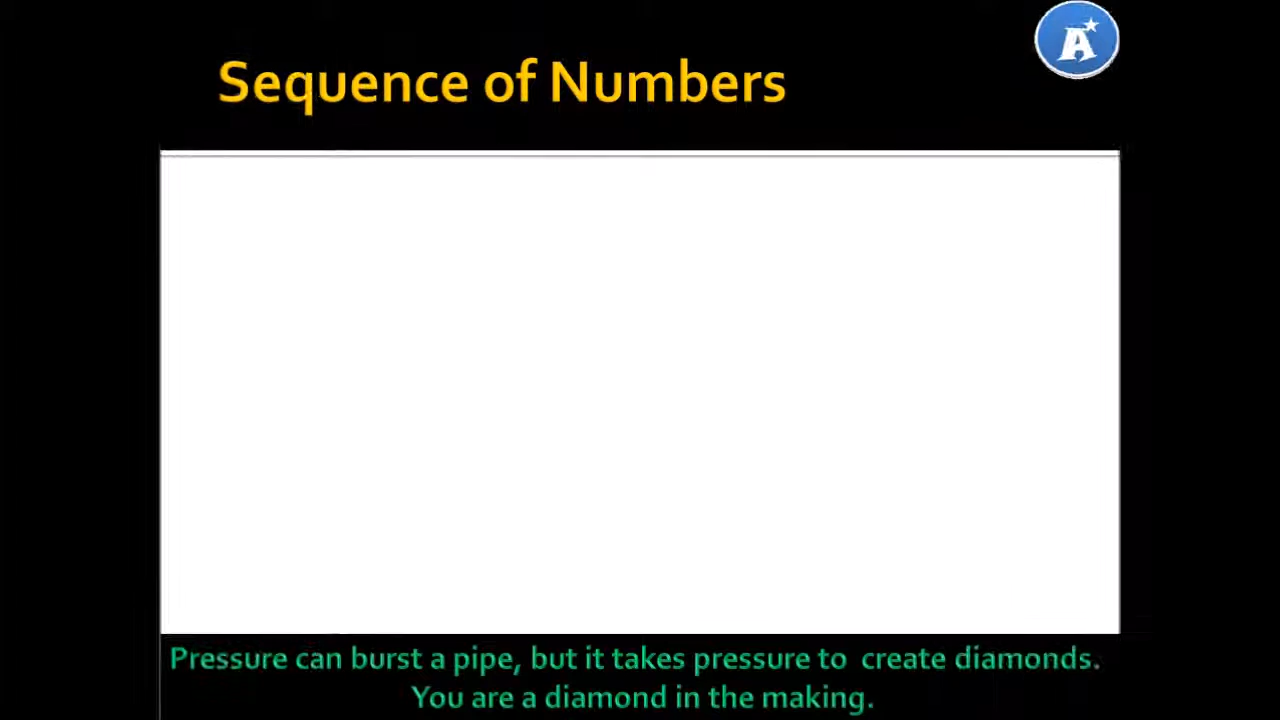 A
Sequence of Numbers
Pressure can burst a pipe, but it takes pressure to create diamonds.
You are a diamond in the making.